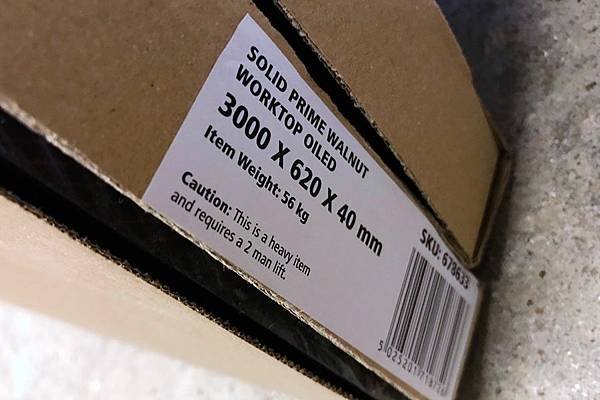 SOLID PRIME WALNUT
WORKTOP OILED
3000 X 620 X 40 mm
Item Weight: 56 kg
Caution: This is a heavy item
and requires a 2 man lift.
SKU: 678633